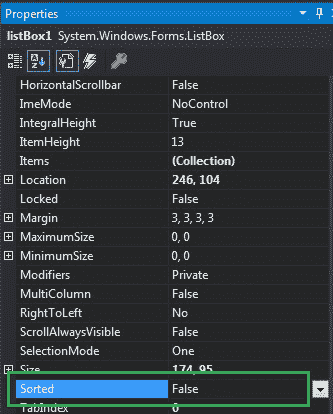 Properties
listBox1 System.Windows.Forms.ListBox
HorizontalScrollbar False
ImeMode NoControl
IntegralHeight True
ItemHeight 13
Items (Collection)
Location 246, 104
Locked False
Margin 3, 3, 3, 3
MaximumSize 0, 0
MinimumSize 0, 0
Modifiers Private
MultiColumn False
RightToLeft No
ScrollAlwaysVisible False
SelectionMode One
Size 174, 95
Sorted False
TabIndex 6